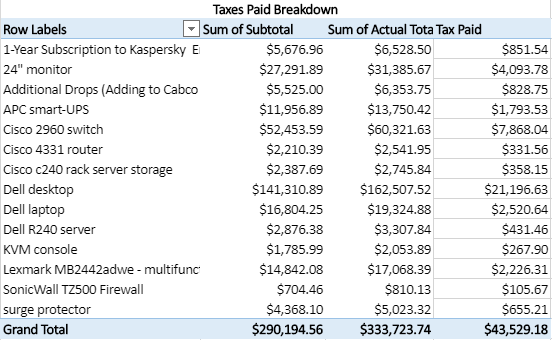 Taxes Paid Breakdown
Row Labels Sum of Subtotal Sum of Actual Tota Tax Paid
1-Year Subscription to Kaspersky E $5,676.96 $6,528.50 $851.54
24" monitor $27,291.89 $31,385.67 $4,093.78
Additional Drops (Adding to Cabco $5,525.00 $6,353.75 $828.75
APC smart-UPS $11,956.89 $13,750.42 $1,793.53
Cisco 2960 switch $52,453.59 $60,321.63 $7,868.04
Cisco 4331 router $2,210.39 $2,541.95 $331.56
Cisco c240 rack server storage $2,387.69 $2,745.84 $358.15
Dell desktop $141,310.89 $162,507.52 $21,196.63
Dell laptop $16,804.25 $19,324.88 $2,520.64
Dell R240 server $2,876.38 $3,307.84 $431.46
KVM console $1,785.99 $2,053.89 $267.90
Lexmark MB2442adwe - multifunc $14,842.08 $17,068.39 $2,226.31
SonicWall TZ500 Firewall $704.46 $810.13 $105.67
surge protector $4,368.10 $5,023.32 $655.21
Grand Total $290,194.56 $333,723.74 $43,529.18